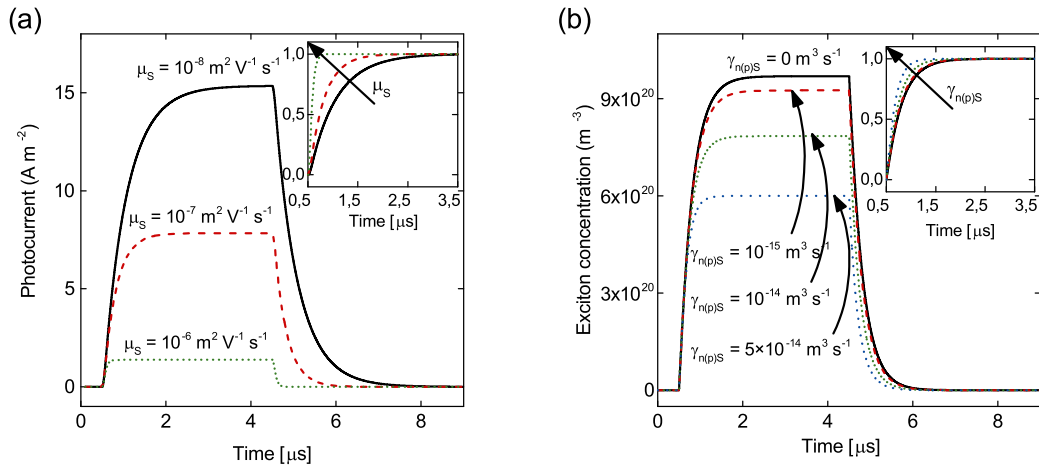 (a)
Photocurrent (A m⁻²)
15
10
5
0
0
2
4
6
8
Time [μs]
μS = 10⁻⁸ m² V⁻¹ s⁻¹
μS = 10⁻⁷ m² V⁻¹ s⁻¹
μS = 10⁻⁶ m² V⁻¹ s⁻¹
1,0
0,5
0,0
μS
0,5
1,5
2,5
3,5
Time [μs]
(b)
Exciton concentration (m⁻³)
9x10²⁰
6x10²⁰
3x10²⁰
0
0
2
4
6
8
Time [μs]
γn(p)S = 0 m³ s⁻¹
γn(p)S = 10⁻¹⁵ m³ s⁻¹
γn(p)S = 10⁻¹⁴ m³ s⁻¹
γn(p)S = 5×10⁻¹⁴ m³ s⁻¹
1,0
0,5
0,0
γn(p)S
0,5
1,5
2,5
3,5
Time [μs]